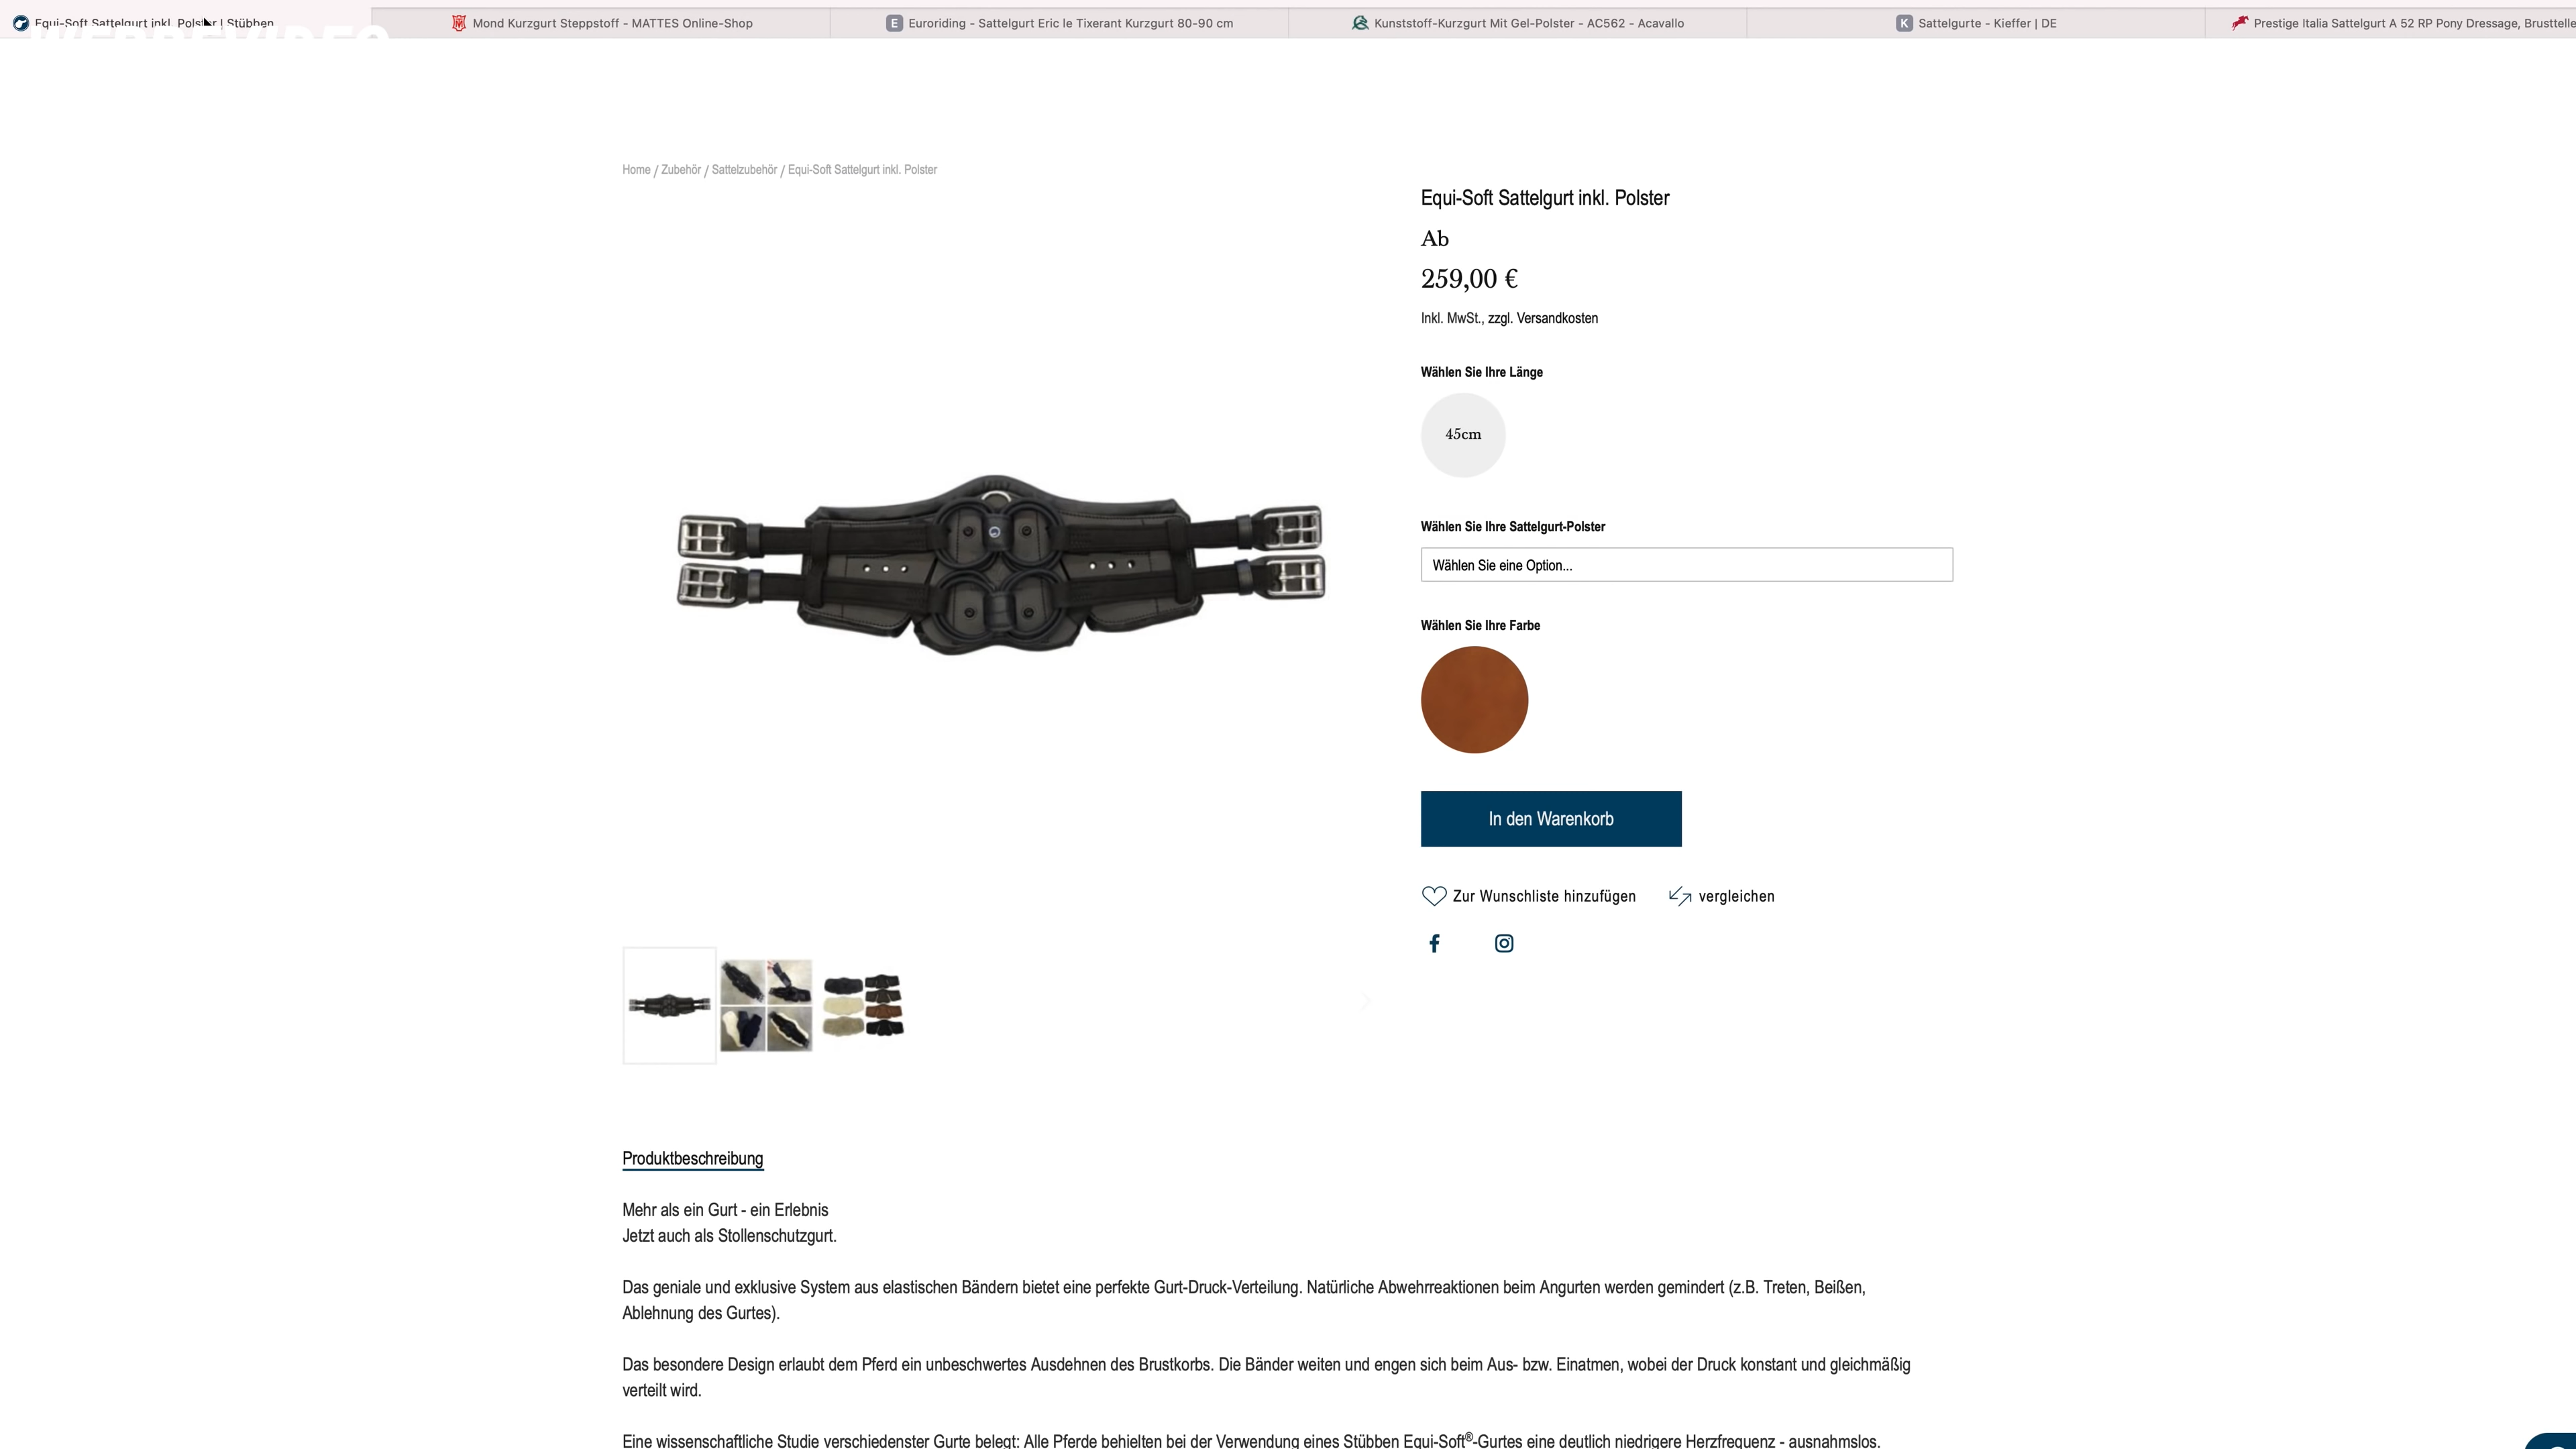 Equi-Soft Sattelgurt inkl. Polster | Stübben
Mond Kurzgurt Steppstoff - MATTES Online-Shop
E Euroriding - Sattelgurt Eric le Tixerant Kurzgurt 80-90 cm
Kunststoff-Kurzgurt Mit Gel-Polster - AC562 - Acavallo
K Sattelgurte - Kieffer | DE
Prestige Italia Sattelgurt A 52 RP Pony Dressage, Brusttelle
Home / Zubehör / Sattelzubehör / Equi-Soft Sattelgurt inkl. Polster
Equi-Soft Sattelgurt inkl. Polster
Ab
259,00 €
Inkl. MwSt., zzgl. Versandkosten
Wählen Sie Ihre Länge
45cm
Wählen Sie Ihre Sattelgurt-Polster
Wählen Sie eine Option...
Wählen Sie Ihre Farbe
In den Warenkorb
Zur Wunschliste hinzufügen
vergleichen
Produktbeschreibung
Mehr als ein Gurt - ein Erlebnis
Jetzt auch als Stollenschutzgurt.
Das geniale und exklusive System aus elastischen Bändern bietet eine perfekte Gurt-Druck-Verteilung. Natürliche Abwehrreaktionen beim Angurten werden gemindert (z.B. Treten, Beißen,
Ablehnung des Gurtes).
Das besondere Design erlaubt dem Pferd ein unbeschwertes Ausdehnen des Brustkorbs. Die Bänder weiten und engen sich beim Aus- bzw. Einatmen, wobei der Druck konstant und gleichmäßig
verteilt wird.
Eine wissenschaftliche Studie verschiedenster Gurte belegt: Alle Pferde behielten bei der Verwendung eines Stübben Equi-Soft®-Gurtes eine deutlich niedrigere Herzfrequenz - ausnahmslos.